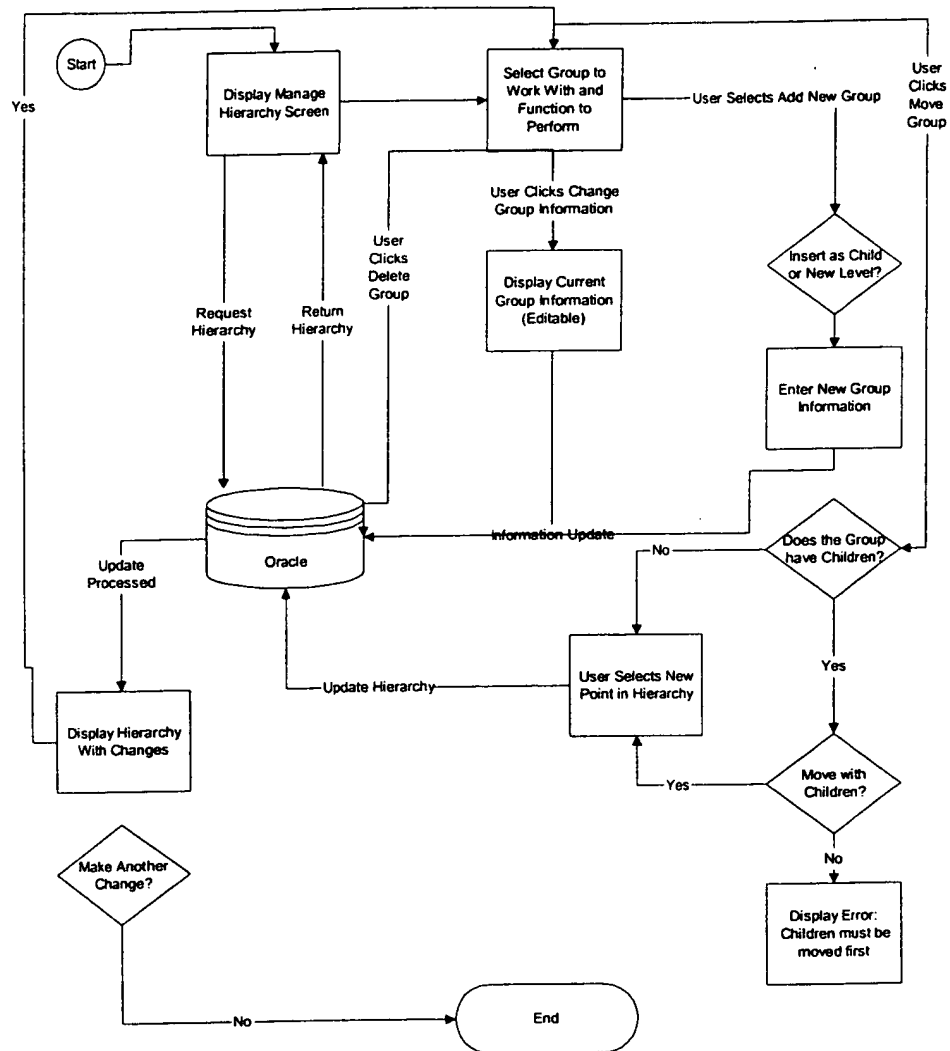 Start
Yes
Display Manage
Hierarchy Screen
Select Group to
Work With and
Function to
Perform
User Selects Add New Group
User
Clicks
Move
Group
User Clicks Change
Group Information
User
Clicks
Delete
Group
Insert as Child
or New Level?
Display Current
Group Information
(Editable)
Request
Hierarchy
Return
Hierarchy
Enter New Group
Information
Information Update
Oracle
Does the Group
have Children?
No
Update
Processed
Yes
User Selects New
Point in Hierarchy
Update Hierarchy
Display Hierarchy
With Changes
Move with
Children?
Yes
No
Make Another
Change?
Display Error:
Children must be
moved first
No
End